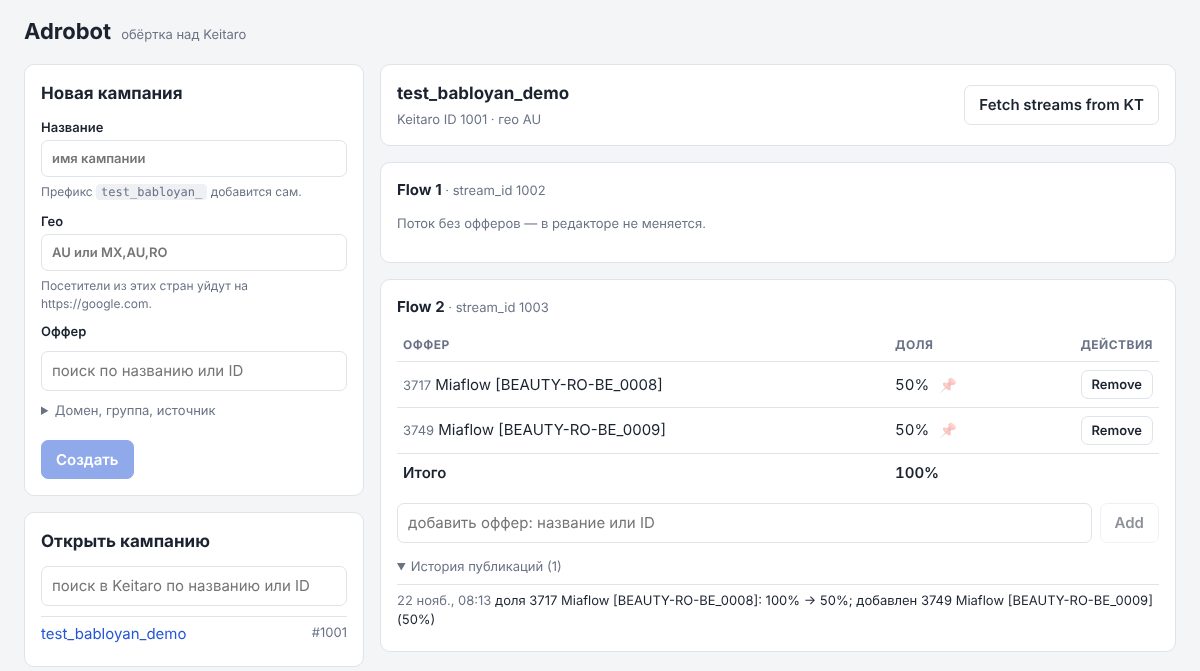 Adrobot обёртка над Keitaro
Новая кампания
Название
имя кампании
Префикс test_babloyan_ добавится сам.
Гео
AU или MX,AU,RO
Посетители из этих стран уйдут на
https://google.com.
Оффер
поиск по названию или ID
Домен, группа, источник
Создать
Открыть кампанию
поиск в Keitaro по названию или ID
test_babloyan_demo #1001
test_babloyan_demo
Keitaro ID 1001 · гео AU
Fetch streams from KT
Flow 1 · stream_id 1002
Поток без офферов — в редакторе не меняется.
Flow 2 · stream_id 1003
ОФФЕР ДОЛЯ ДЕЙСТВИЯ
3717 Miaflow [BEAUTY-RO-BE_0008] 50% Remove
3749 Miaflow [BEAUTY-RO-BE_0009] 50% Remove
Итого 100%
добавить оффер: название или ID Add
История публикаций (1)
22 нояб., 08:13 доля 3717 Miaflow [BEAUTY-RO-BE_0008]: 100% → 50%; добавлен 3749 Miaflow [BEAUTY-RO-BE_0009]
(50%)